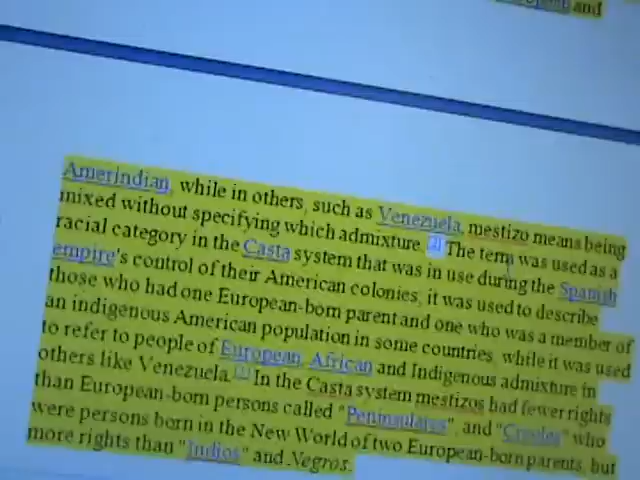 and
Amerindian, while in others, such as Venezuela, mestizo means being
mixed without specifying which admixture. [2] The term was used as a
racial category in the Casta system that was in use during the Spanish
empire's control of their American colonies; it was used to describe
those who had one European-born parent and one who was a member of
an indigenous American population in some countries, while it was used
to refer to people of European, African and Indigenous admixture in
others like Venezuela. In the Casta system mestizos had fewer rights
than European-born persons called "Peninsulares", and "Creoles" who
were persons born in the New World of two European-born parents, but
more rights than "Indios" and Negros.